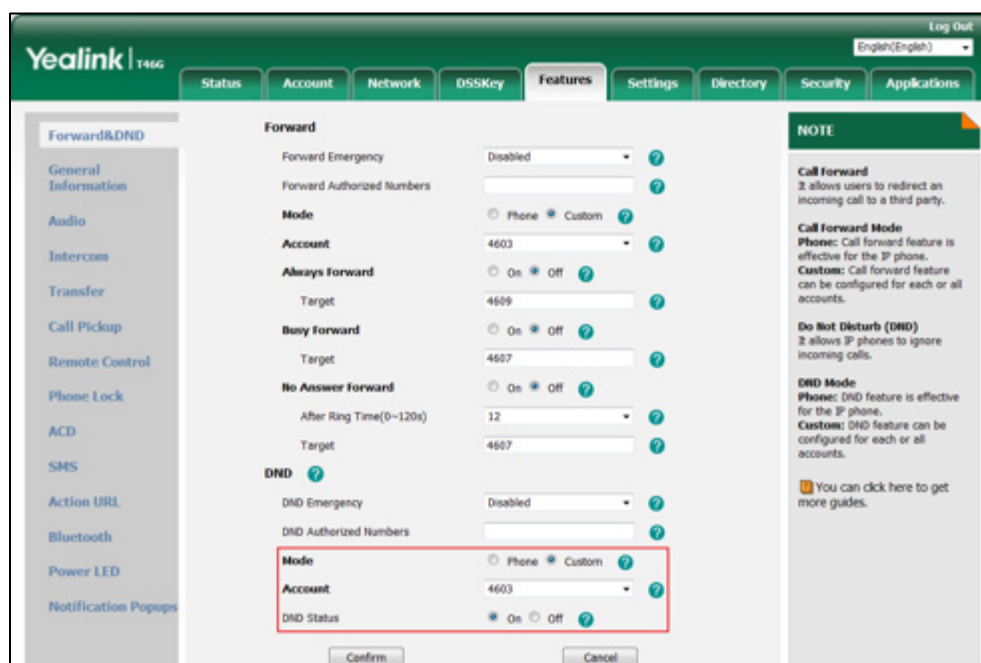 Log Out
English(English)
Yealink T46G
Status Account Network DSSKey Features Settings Directory Security Applications
Forward&DND
General
Information
Audio
Intercom
Transfer
Call Pickup
Remote Control
Phone Lock
ACD
SMS
Action URL
Bluetooth
Power LED
Notification Popups
Forward
Forward Emergency Disabled ?
Forward Authorized Numbers ?
Mode Phone Custom ?
Account 4603 ?
Always Forward On Off ?
Target 4609 ?
Busy Forward On Off ?
Target 4607 ?
No Answer Forward On Off ?
After Ring Time(0~120s) 12 ?
Target 4607 ?
DND ?
DND Emergency Disabled ?
DND Authorized Numbers ?
Mode Phone Custom ?
Account 4603 ?
DND Status On Off ?
Confirm Cancel
NOTE
Call Forward
It allows users to redirect an
incoming call to a third party.
Call Forward Mode
Phone: Call forward feature is
effective for the IP phone.
Custom: Call forward feature
can be configured for each or all
accounts.
Do Not Disturb (DND)
It allows IP phones to ignore
incoming calls.
DND Mode
Phone: DND feature is effective
for the IP phone.
Custom: DND feature can be
configured for each or all
accounts.
? You can click here to get
more guides.